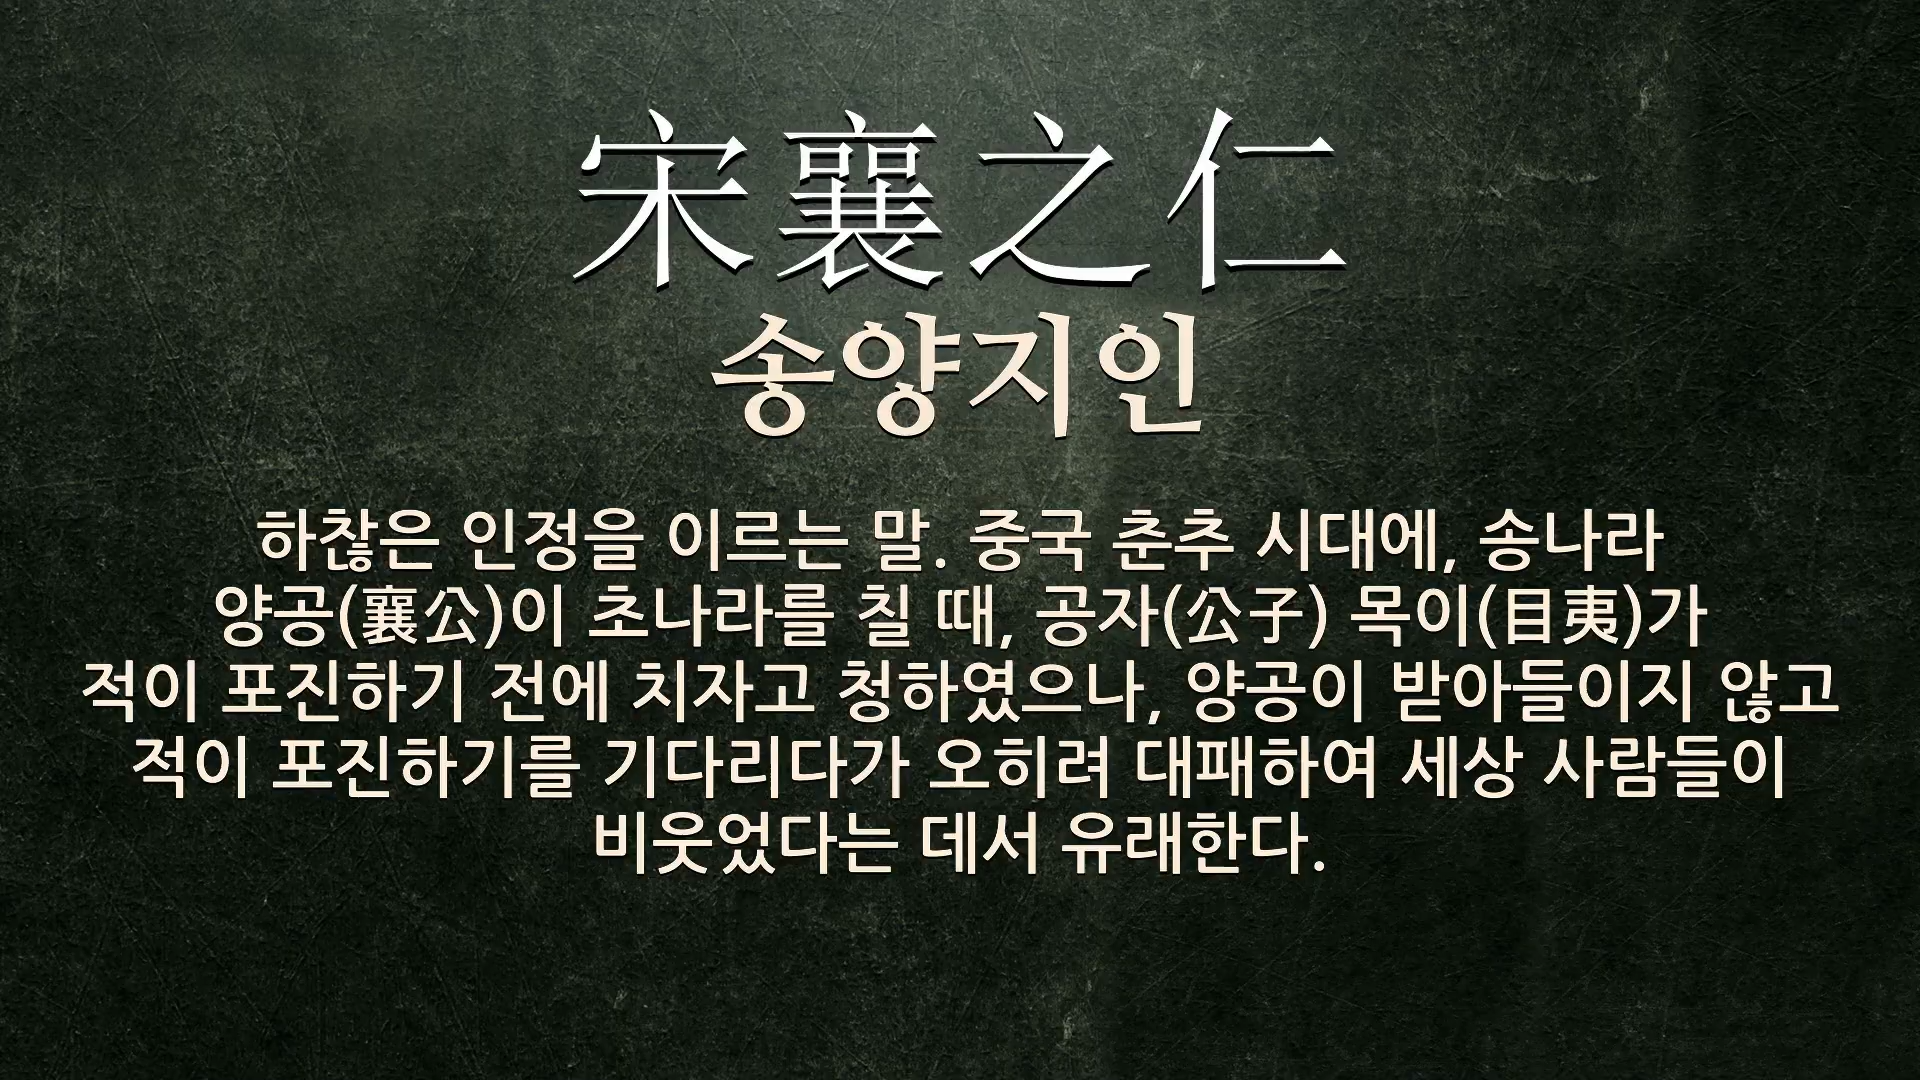 宋襄之仁
송양지인
하찮은 인정을 이르는 말. 중국 춘추 시대에, 송나라
양공(襄公)이 초나라를 칠 때, 공자(公子) 목이(目夷)가
적이 포진하기 전에 치자고 청하였으나, 양공이 받아들이지 않고
적이 포진하기를 기다리다가 오히려 대패하여 세상 사람들이
비웃었다는 데서 유래한다.